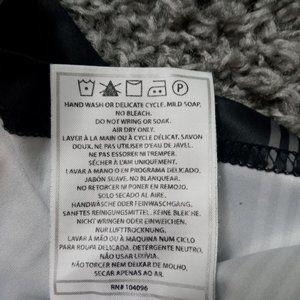 HAND WASH OR DELICATE CYCLE. MILD SOAP,
NO BLEACH.
DO NOT WRING OR SOAK.
AIR DRY ONLY.
LAVER À LA MAIN OU À CYCLE DÉLICAT. SAVON
DOUX, NE PAS UTILISER D'EAU DE JAVEL.
NE PAS ESSORER NI TREMPER.
SÉCHER À L'AIR UNIQUEMENT.
LAVAR A MANO O EN PROGRAMA DELICADO.
JABÓN SUAVE. NO BLANQUEAR.
NO RETORCER NI PONER EN REMOJO.
SOLO SECADO AL AIRE.
HANDWÄSCHE ODER FEINWASCHGANG.
SANFTES REINIGUNGSMITTEL. KEINE BLEICHE.
NICHT WRINGEN ODER EINWEICHEN.
NUR LUFTTROCKNUNG.
LAVAR À MÃO OU À MAQUINA NUM CICLO
PARA ROUPA DELICADA. DETERGENTE NEUTRO.
NÃO USAR LIXÍVIA.
NÃO TORCER NEM DEIXAR DE MOLHO,
SECAR APENAS AO AR.
RN# 104096